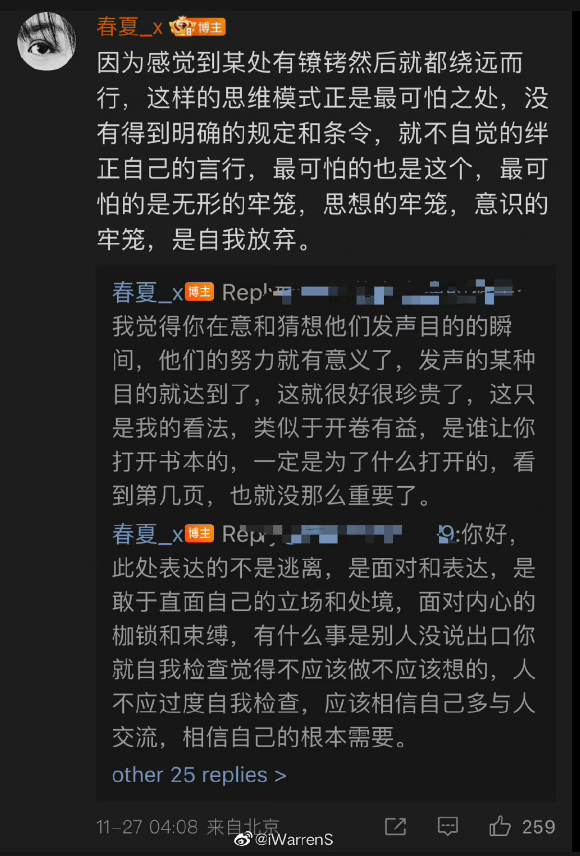 春夏_x 博主
因为感觉到某处有镣铐然后就都绕远而
行，这样的思维模式正是最可怕之处，没
有得到明确的规定和条令，就不自觉的绊
正自己的言行，最可怕的也是这个，最可
怕的是无形的牢笼，思想的牢笼，意识的
牢笼，是自我放弃。
春夏_x 博主 Reply
我觉得你在意和猜想他们发声目的的瞬
间，他们的努力就有意义了，发声的某种
目的就达到了，这就很好很珍贵了，这只
是我的看法，类似于开卷有益，是谁让你
打开书本的，一定是为了什么打开的，看
到第几页，也就没那么重要了。
春夏_x 博主 Reply 9:你好，
此处表达的不是逃离，是面对和表达，是
敢于直面自己的立场和处境，面对内心的
枷锁和束缚，有什么事是别人没说出口你
就自我检查觉得不应该做不应该想的，人
不应过度自我检查，应该相信自己多与人
交流，相信自己的根本需要。
other 25 replies >
11-27 04:08 来自北京 259
@iWarrenS